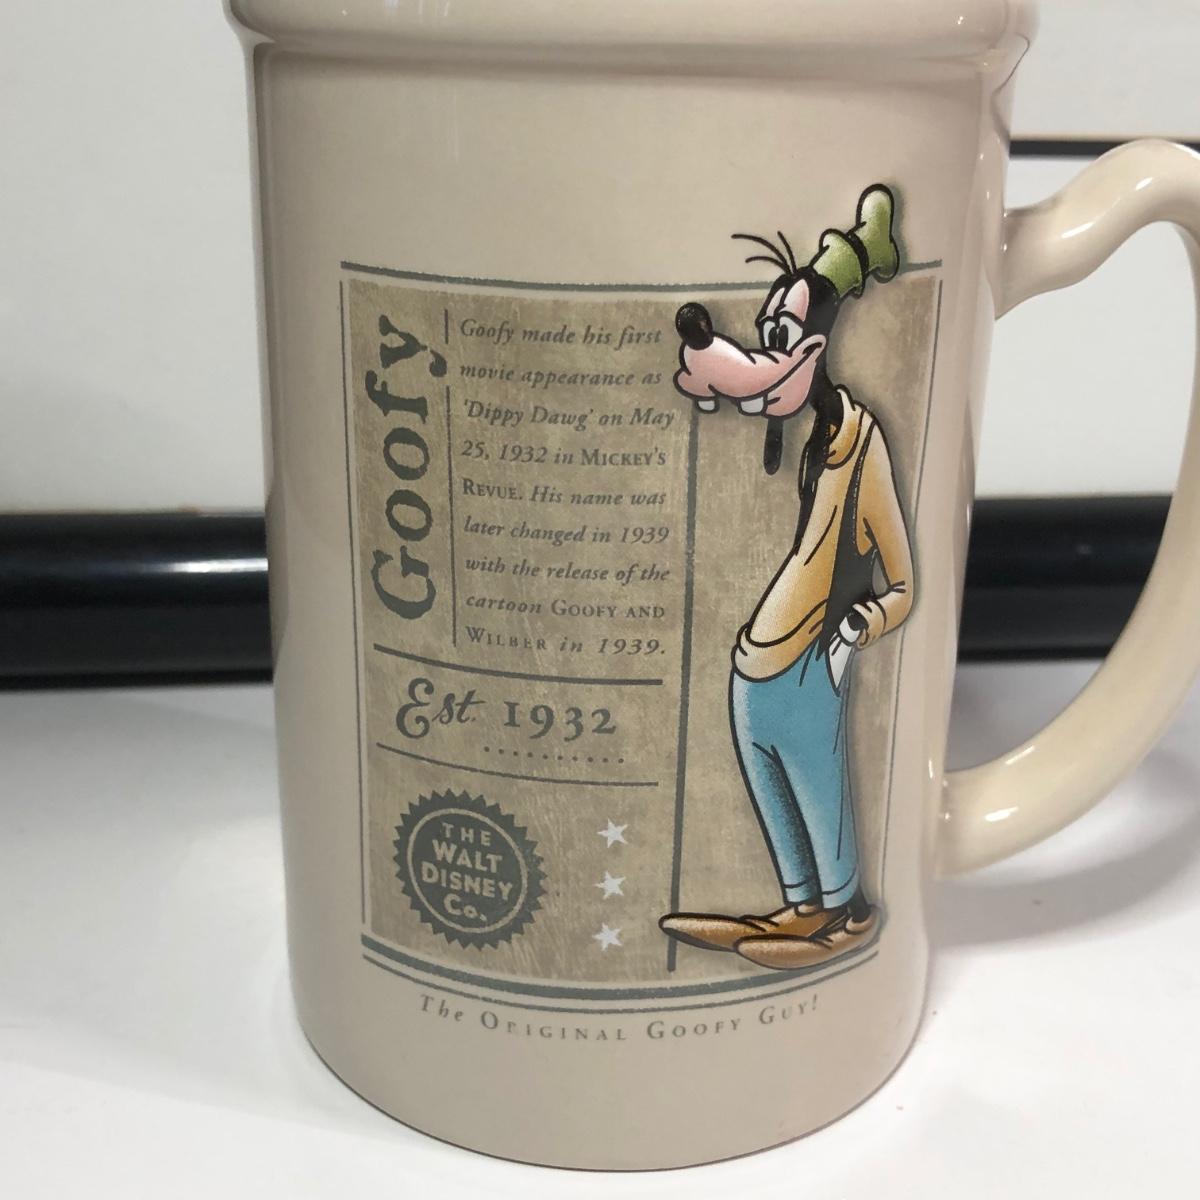 Goofy
Goofy made his first
movie appearance as
'Dippy Dawg' on May
25, 1932 in MICKEY'S
REVUE. His name was
later changed in 1939
with the release of the
cartoon GOOFY AND
WILBER in 1939.
Est. 1932
THE
WALT
DISNEY
Co.
The ORIGINAL GOOFY GUY!